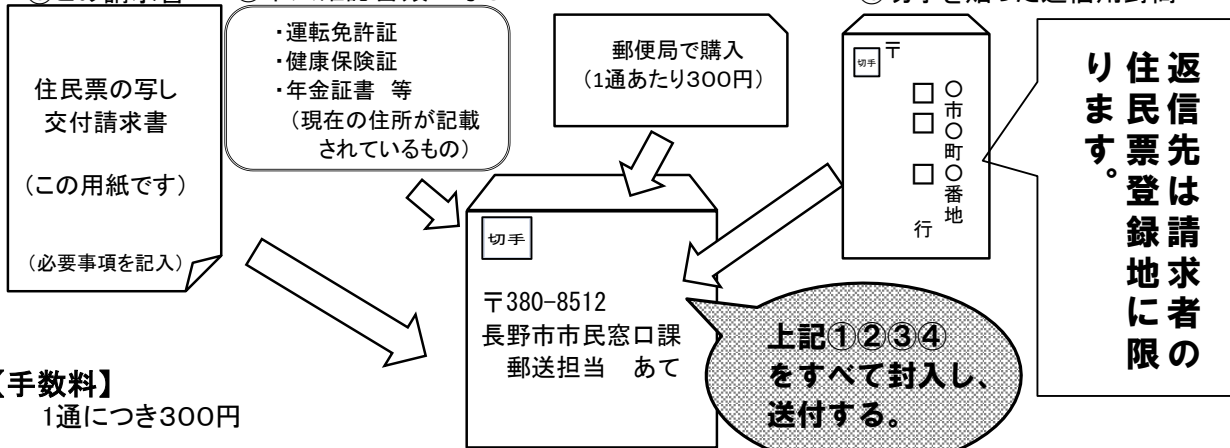 住民票の写し
交付請求書
(この用紙です)
(必要事項を記入)
・運転免許証
・健康保険証
・年金証書 等
(現在の住所が記載
されているもの)
郵便局で購入
(1通あたり300円)
切手
〒
○市○町○番地
行
返信先は請求者の
住民票登録地に限
ります。
切手
〒380-8512
長野市市民窓口課
郵送担当 あて
上記①②③④
をすべて封入し、
送付する。
【手数料】
1通につき300円